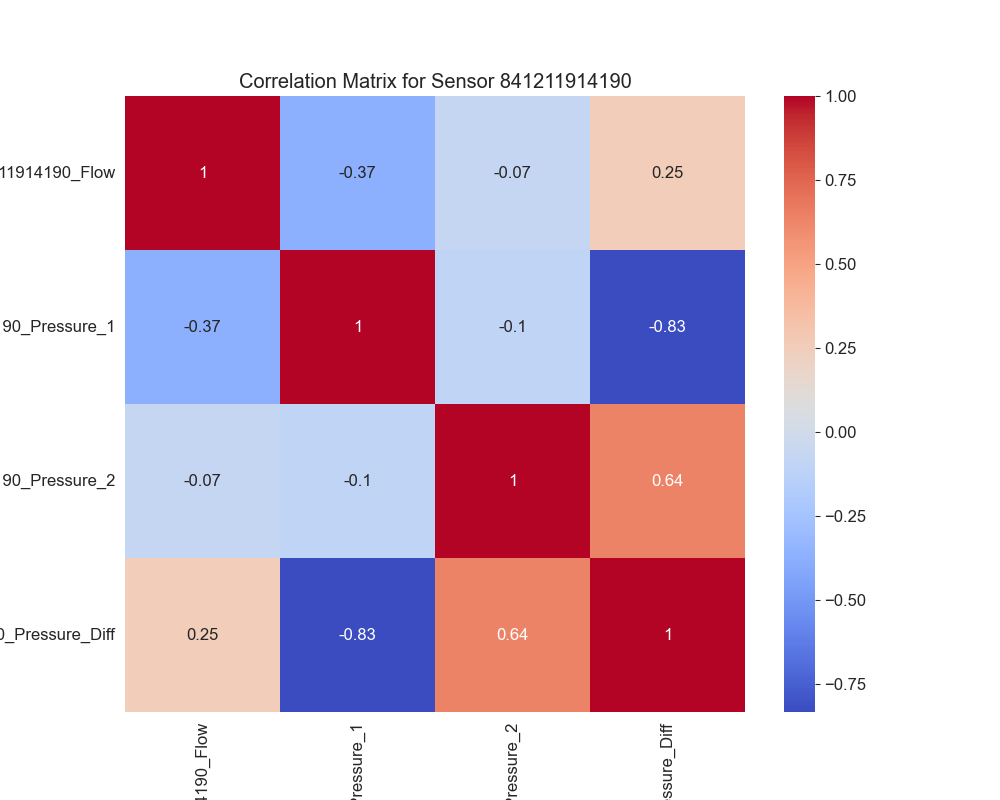 Correlation Matrix for Sensor 841211914190
11914190_Flow 1 -0.37 -0.07 0.25
90_Pressure_1 -0.37 1 -0.1 -0.83
90_Pressure_2 -0.07 -0.1 1 0.64
0_Pressure_Diff 0.25 -0.83 0.64 1
4190_Flow
Pressure_1
Pressure_2
essure_Diff
1.00
0.75
0.50
0.25
0.00
−0.25
−0.50
−0.75